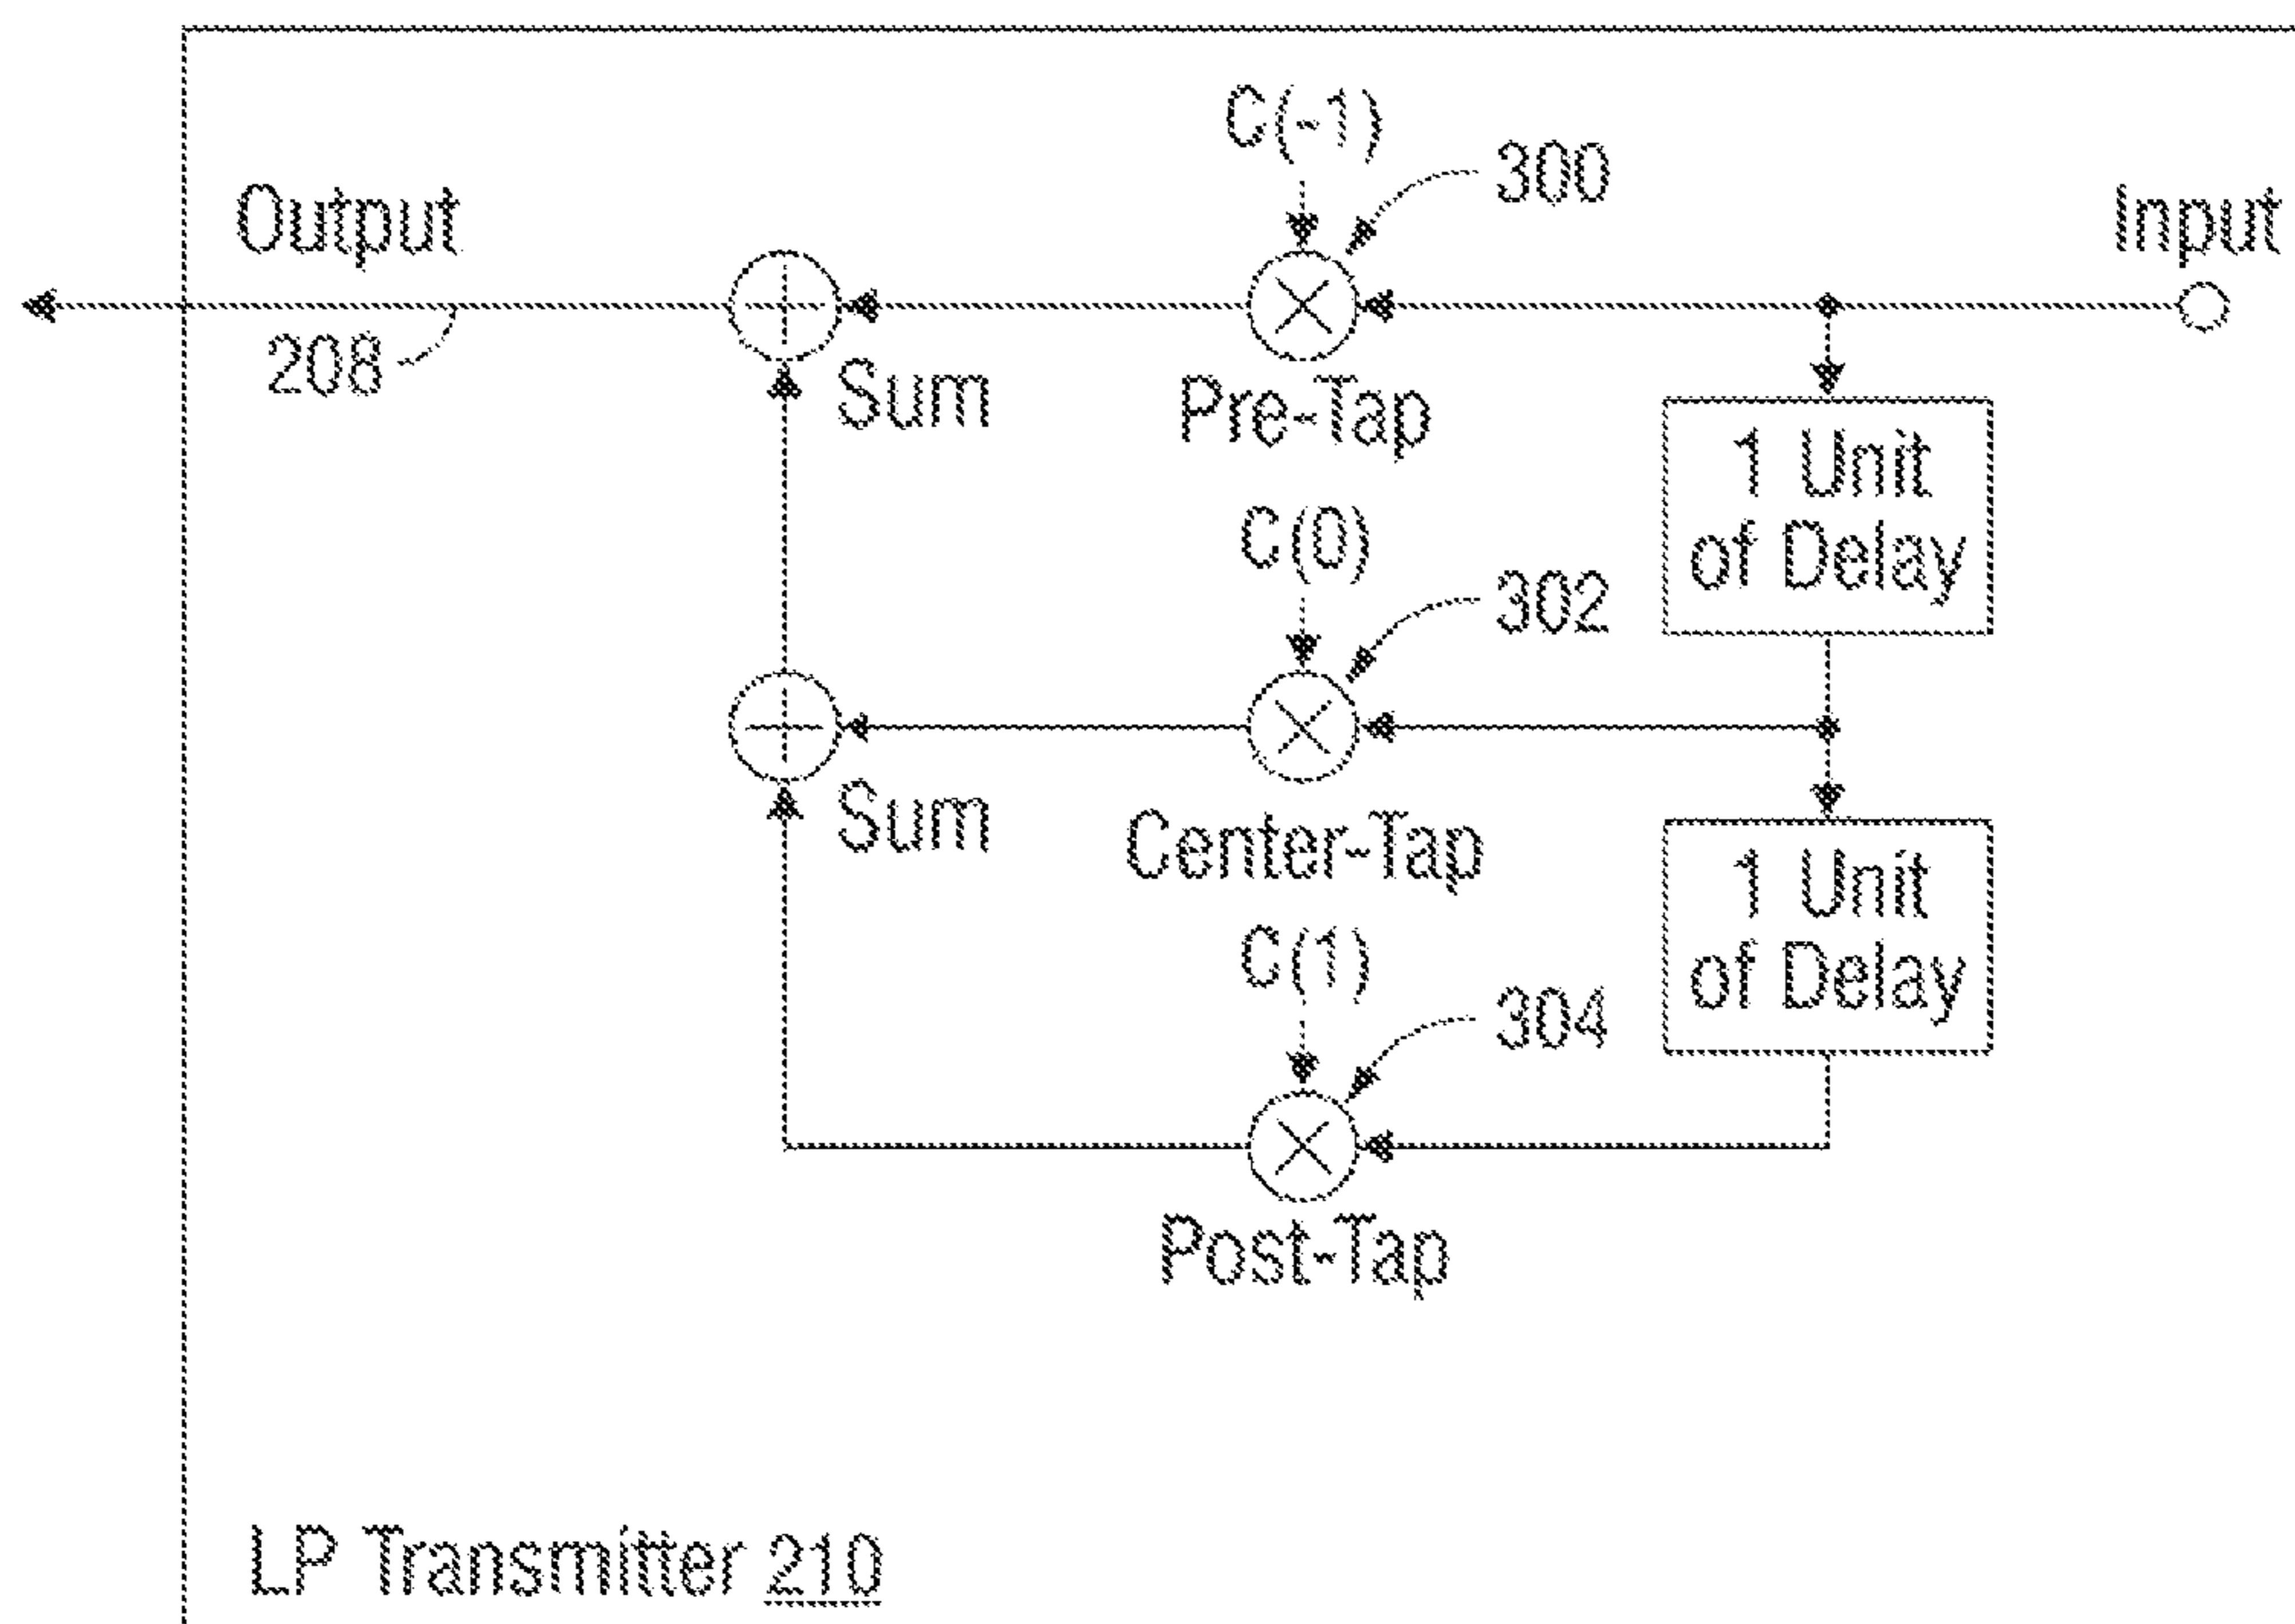 C(-1)
300
Output
Input
208
Sum
Pre-Tap
1 Unit
of Delay
C(0)
302
Sum
Center-Tap
1 Unit
of Delay
C(1)
304
Post-Tap
LP Transmitter 210